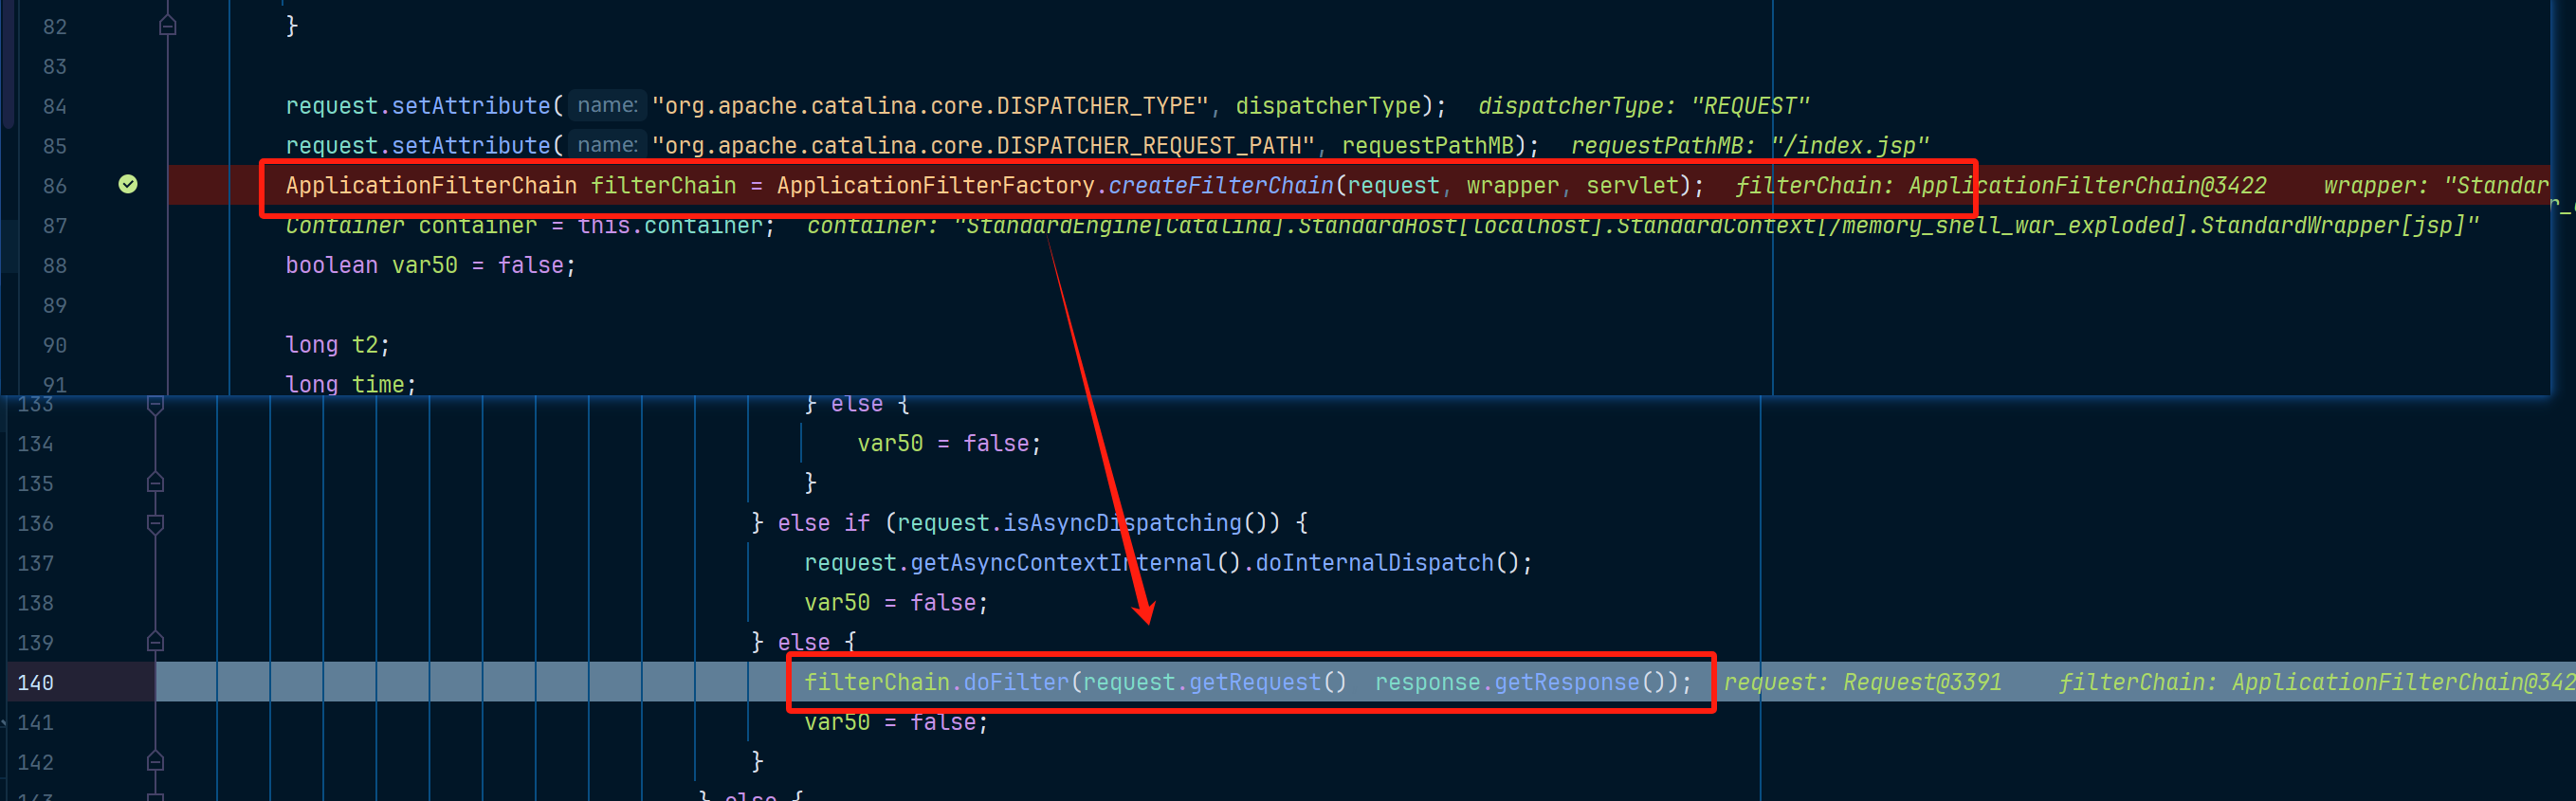 82 }
83
84 request.setAttribute( name: "org.apache.catalina.core.DISPATCHER_TYPE", dispatcherType); dispatcherType: "REQUEST"
85 request.setAttribute( name: "org.apache.catalina.core.DISPATCHER_REQUEST_PATH", requestPathMB); requestPathMB: "/index.jsp"
86 ApplicationFilterChain filterChain = ApplicationFilterFactory.createFilterChain(request, wrapper, servlet); filterChain: ApplicationFilterChain@3422 wrapper: "Standar
87 Container container = this.container; container: "StandardEngine[Catalina].StandardHost[localhost].StandardContext[/memory_shell_war_exploded].StandardWrapper[jsp]"
88 boolean var50 = false;
89
90 long t2;
91 long time;
133 } else {
134 var50 = false;
135 }
136 } else if (request.isAsyncDispatching()) {
137 request.getAsyncContextInternal().doInternalDispatch();
138 var50 = false;
139 } else {
140 filterChain.doFilter(request.getRequest() response.getResponse()); request: Request@3391 filterChain: ApplicationFilterChain@342
141 var50 = false;
142 }
143 } else {